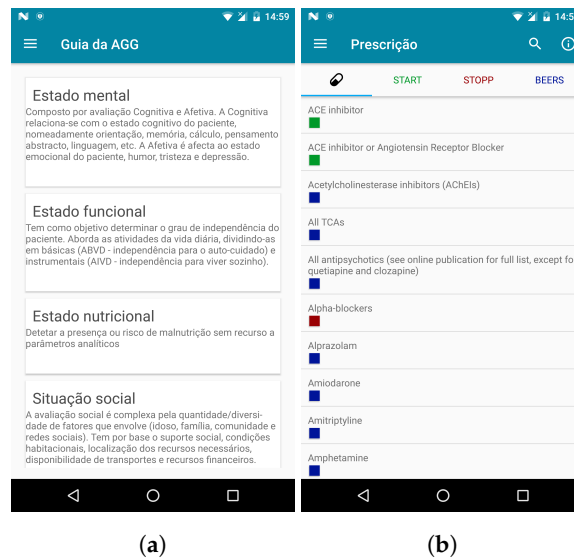 14:59
Guia da AGG
Estado mental
Composto por avaliação Cognitiva e Afetiva. A Cognitiva
relaciona-se com o estado cognitivo do paciente,
nomeadamente orientação, memória, cálculo, pensamento
abstracto, linguagem, etc. A Afetiva é afecta ao estado
emocional do paciente, humor, tristeza e depressão.
Estado funcional
Tem como objetivo determinar o grau de independência do
paciente. Aborda as atividades da vida diária, dividindo-as
em básicas (ABVD - independência para o auto-cuidado) e
instrumentais (AIVD - independência para viver sozinho).
Estado nutricional
Detetar a presença ou risco de malnutrição sem recurso a
parâmetros analíticos
Situação social
A avaliação social é complexa pela quantidade/diversi-
dade de fatores que envolve (idoso, família, comunidade e
redes sociais). Tem por base o suporte social, condições
habitacionais, localização dos recursos necessários,
disponibilidade de transportes e recursos financeiros.
(a)
14:5
Prescrição
START STOPP BEERS
ACE inhibitor
ACE inhibitor or Angiotensin Receptor Blocker
Acetylcholinesterase inhibitors (AChEIs)
All TCAs
All antipsychotics (see online publication for full list, except fo
quetiapine and clozapine)
Alpha-blockers
Alprazolam
Amiodarone
Amitriptyline
Amphetamine
(b)